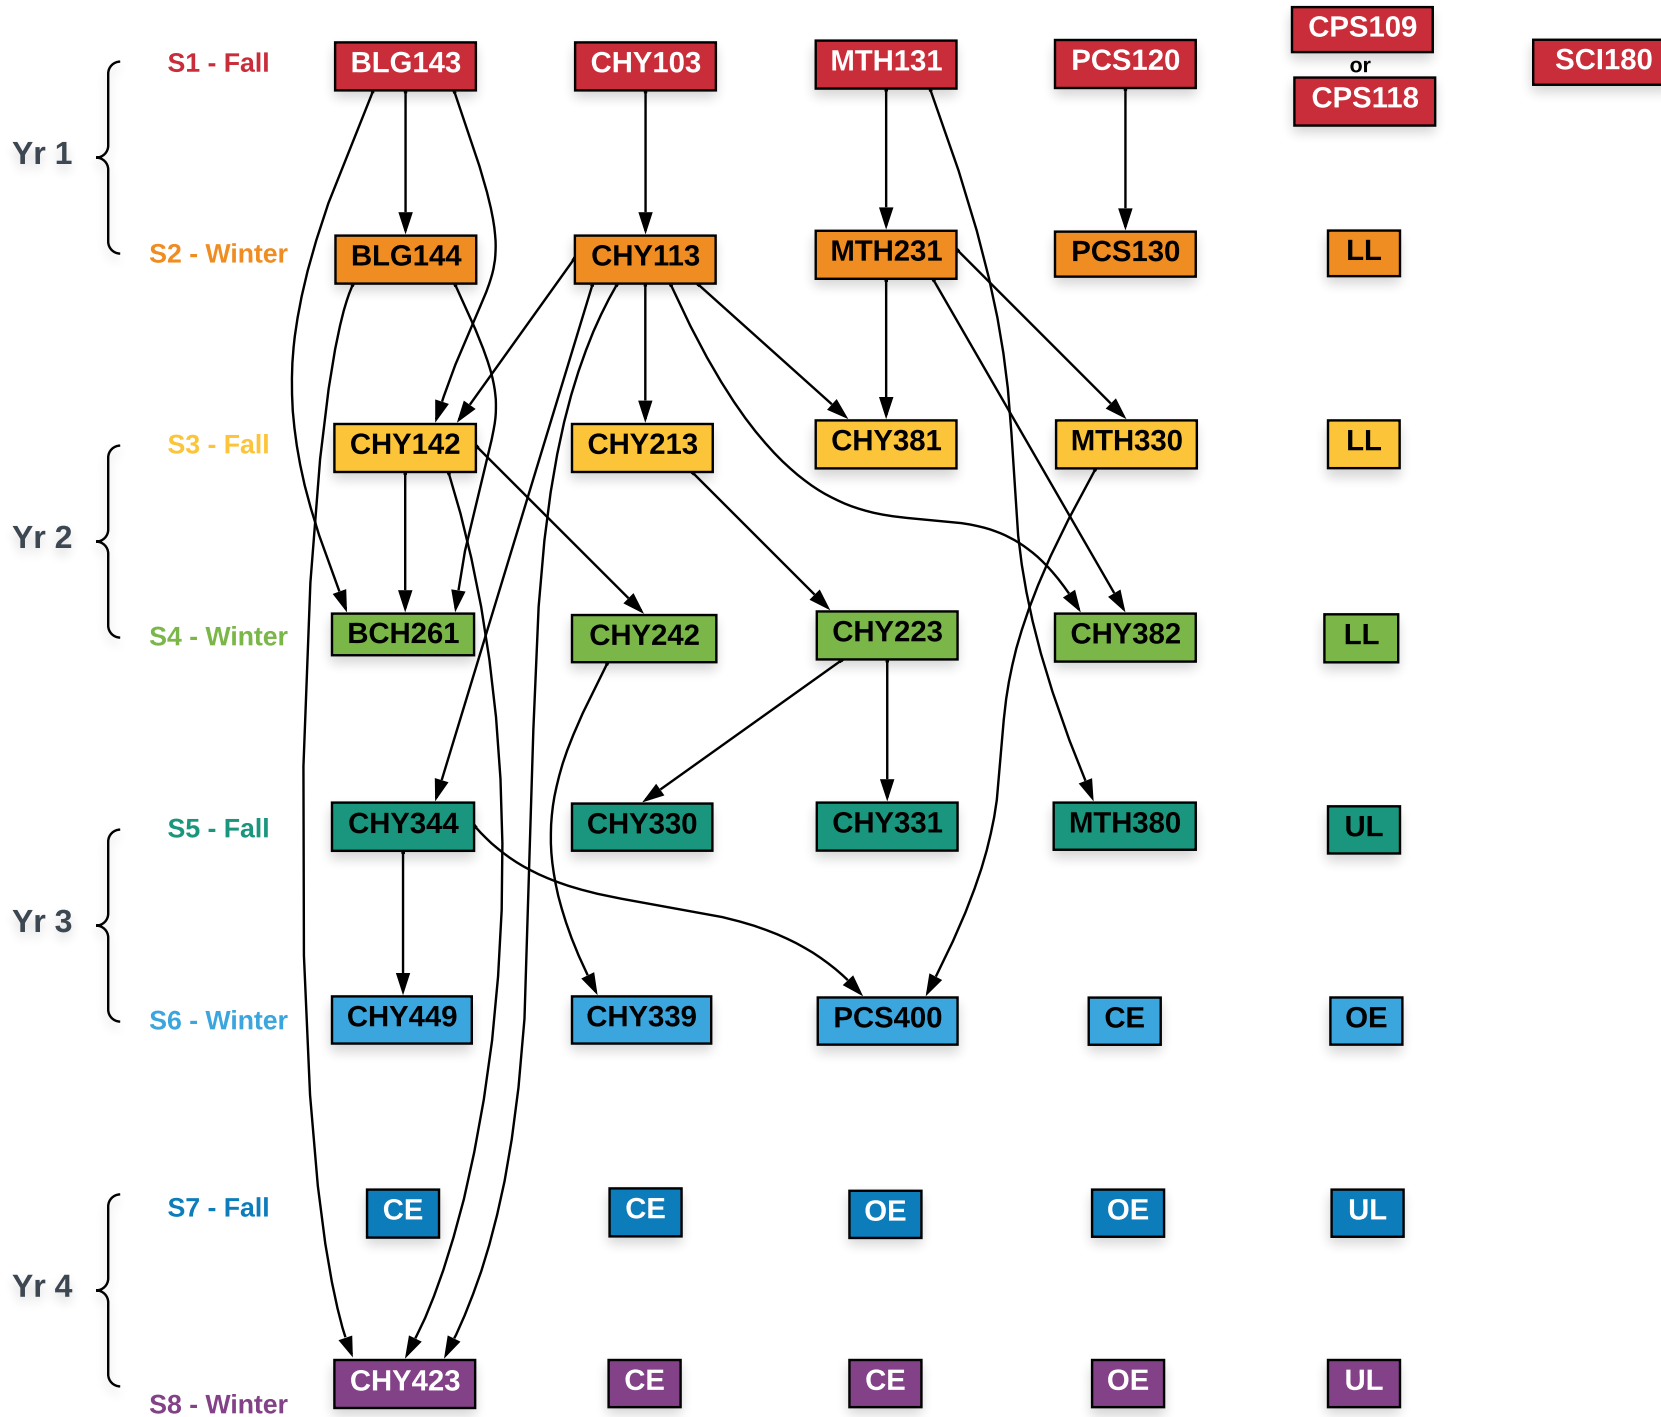 S1 - Fall
BLG143
CHY103
MTH131
PCS120
CPS109
or
CPS118
SCI180
Yr 1
S2 - Winter
BLG144
CHY113
MTH231
PCS130
LL
S3 - Fall
CHY142
CHY213
CHY381
MTH330
LL
Yr 2
S4 - Winter
BCH261
CHY242
CHY223
CHY382
LL
S5 - Fall
CHY344
CHY330
CHY331
MTH380
UL
Yr 3
S6 - Winter
CHY449
CHY339
PCS400
CE
OE
S7 - Fall
CE
CE
OE
OE
UL
Yr 4
S8 - Winter
CHY423
CE
CE
OE
UL